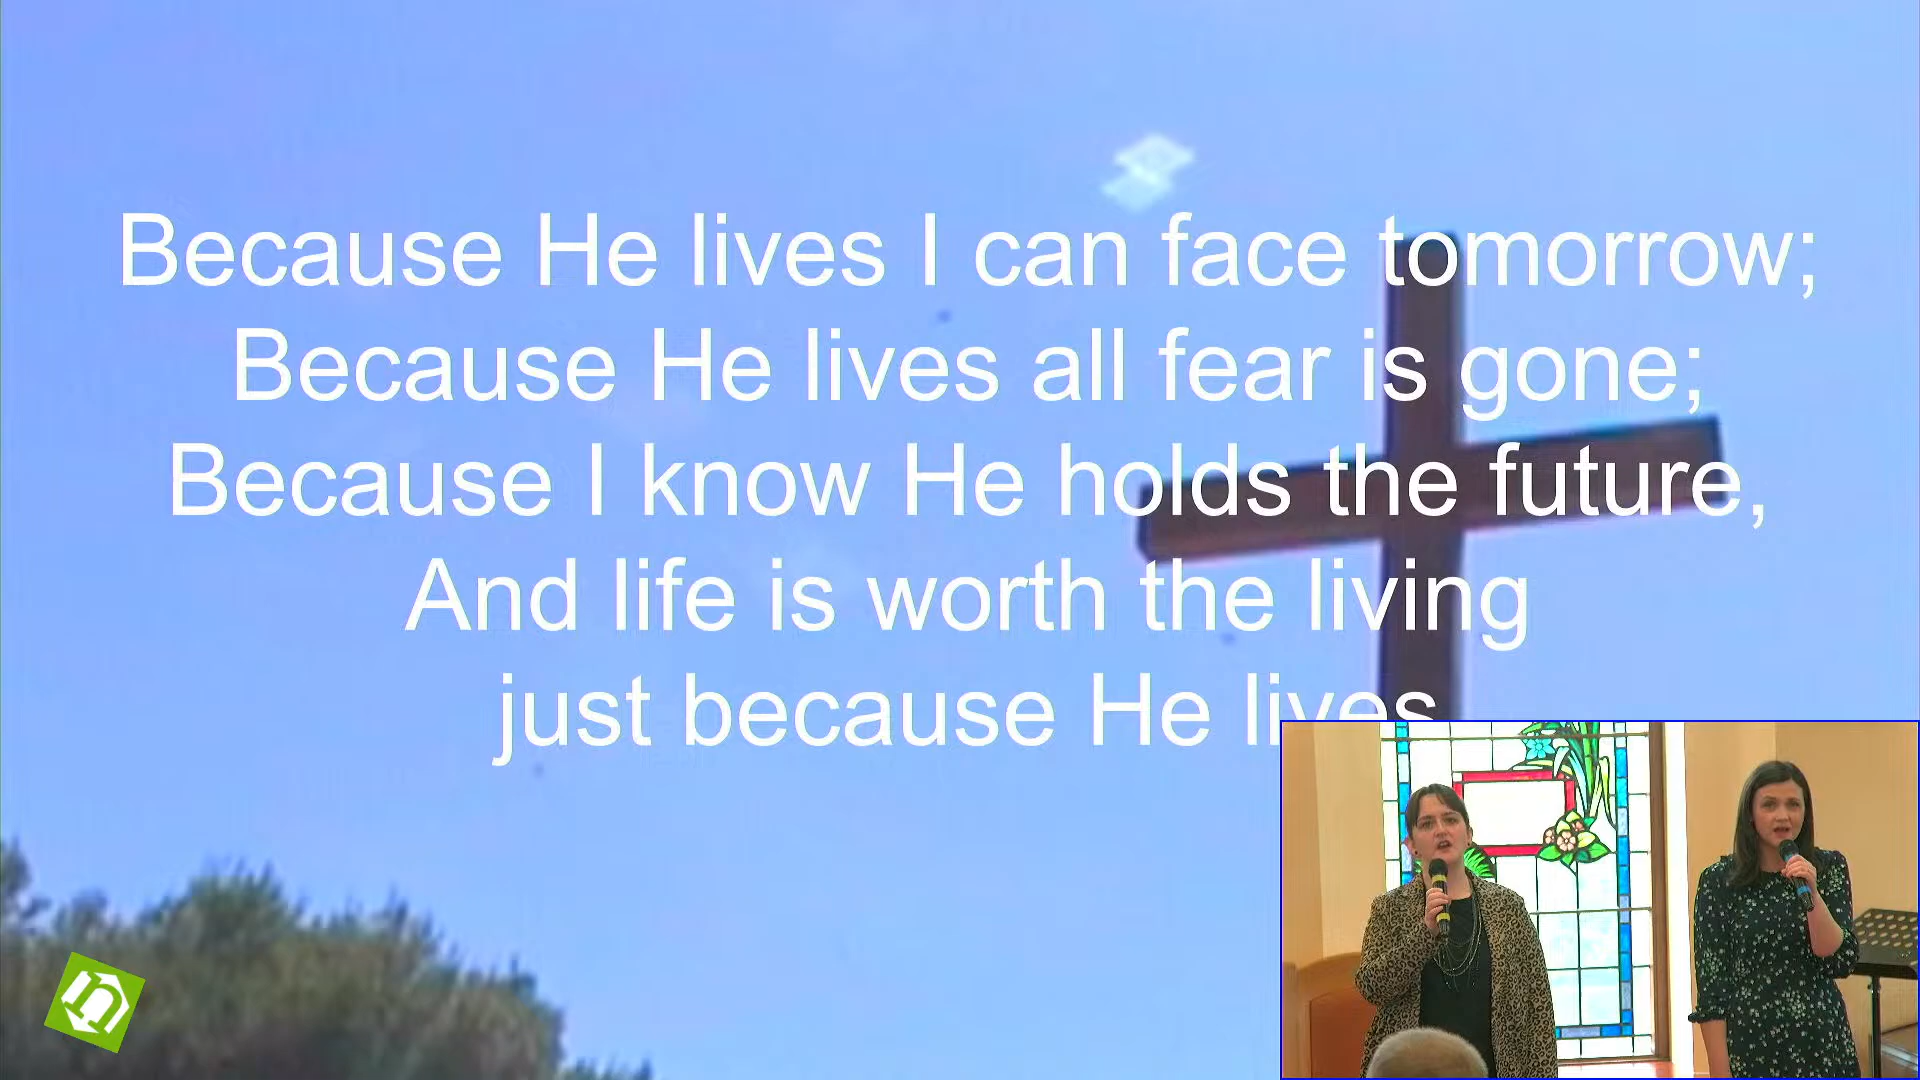 Because He lives I can face tomorrow;
Because He lives all fear is gone;
Because I know He holds the future,
And life is worth the living
just because He lives